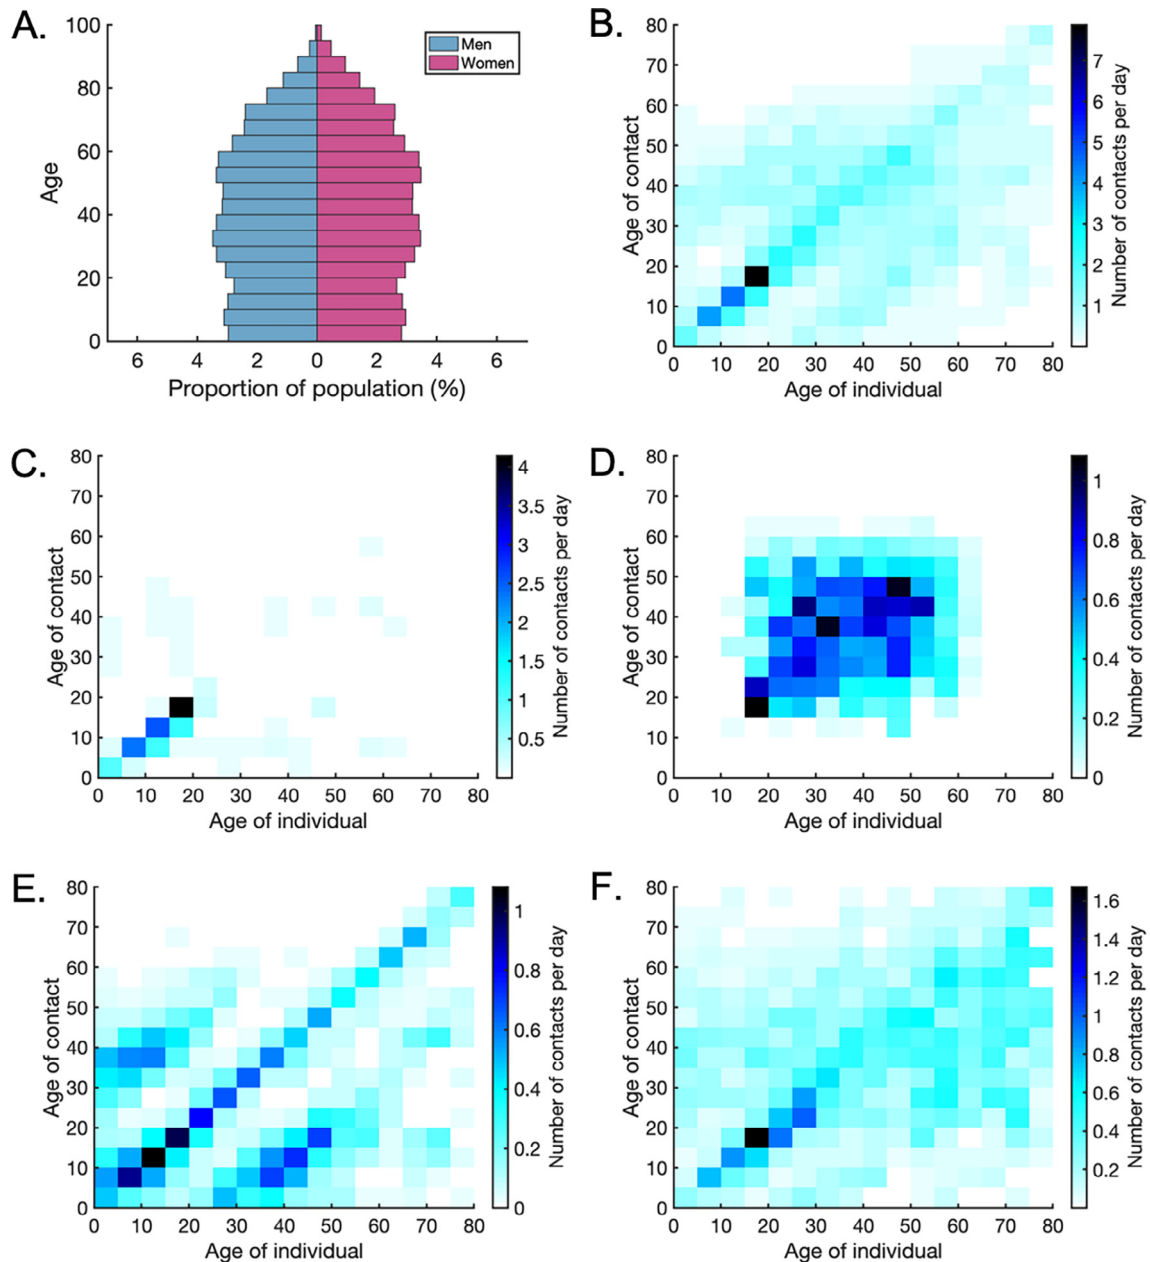 A.
100
80
60
40
20
0
Age
6 4 2 0 2 4 6
Proportion of population (%)
Men
Women
B.
80
70
60
50
40
30
20
10
0
Age of contact
0 10 20 30 40 50 60 70 80
Age of individual
7
6
5
4
3
2
1
Number of contacts per day
C.
80
70
60
50
40
30
20
10
0
Age of contact
0 10 20 30 40 50 60 70 80
Age of individual
4
3.5
3
2.5
2
1.5
1
0.5
Number of contacts per day
D.
80
70
60
50
40
30
20
10
0
Age of contact
0 10 20 30 40 50 60 70 80
Age of individual
1
0.8
0.6
0.4
0.2
0
Number of contacts per day
E.
80
70
60
50
40
30
20
10
0
Age of contact
0 10 20 30 40 50 60 70 80
Age of individual
1
0.8
0.6
0.4
0.2
0
Number of contacts per day
F.
80
70
60
50
40
30
20
10
0
Age of contact
0 10 20 30 40 50 60 70 80
Age of individual
1.6
1.4
1.2
1
0.8
0.6
0.4
0.2
Number of contacts per day